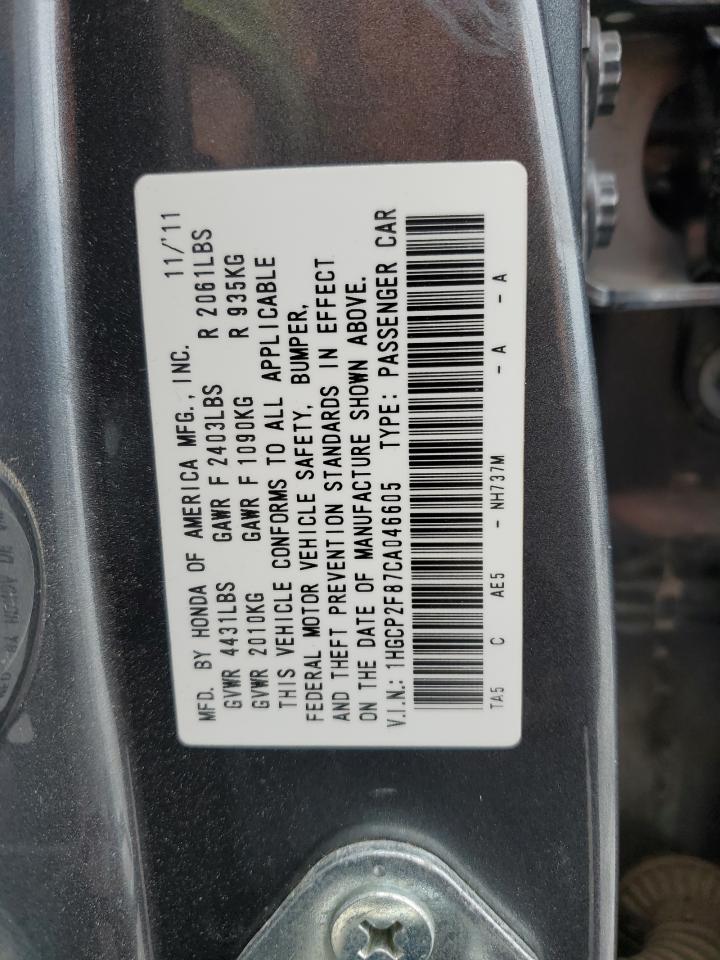 MFD. BY HONDA OF AMERICA MFG., INC. 11/'11
GVWR 4431LBS GAWR F 2403LBS R 2061LBS
GVWR 2010KG GAWR F 1090KG R 935KG
THIS VEHICLE CONFORMS TO ALL APPLICABLE
FEDERAL MOTOR VEHICLE SAFETY, BUMPER,
AND THEFT PREVENTION STANDARDS IN EFFECT
ON THE DATE OF MANUFACTURE SHOWN ABOVE.
V.I.N.: 1HGCP2F87CA046605 TYPE: PASSENGER CAR
TA5 C AE5 - NH737M - A - A